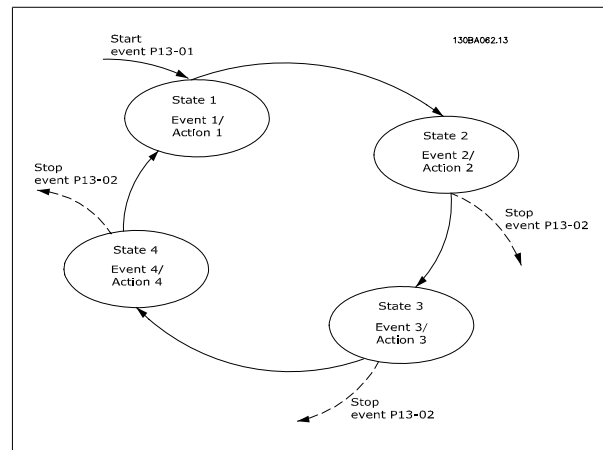 Start
event P13-01
130BA062.13
State 1
Event 1/
Action 1
State 2
Event 2/
Action 2
Stop
event P13-02
Stop
event P13-02
State 4
Event 4/
Action 4
State 3
Event 3/
Action 3
Stop
event P13-02